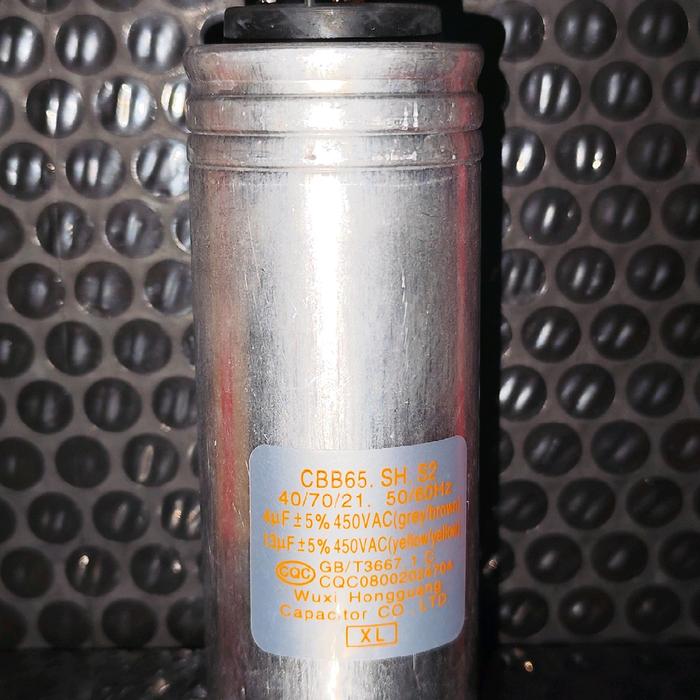 CBB65. SH. S2
40/70/21. 50/60Hz
4μF±5% 450VAC(grey/brown)
13μF±5% 450VAC(yellow/yellow)
GB/T3667.1 C
CQC
Wuxi Hongguang
Capacitor CO. LTD
XL